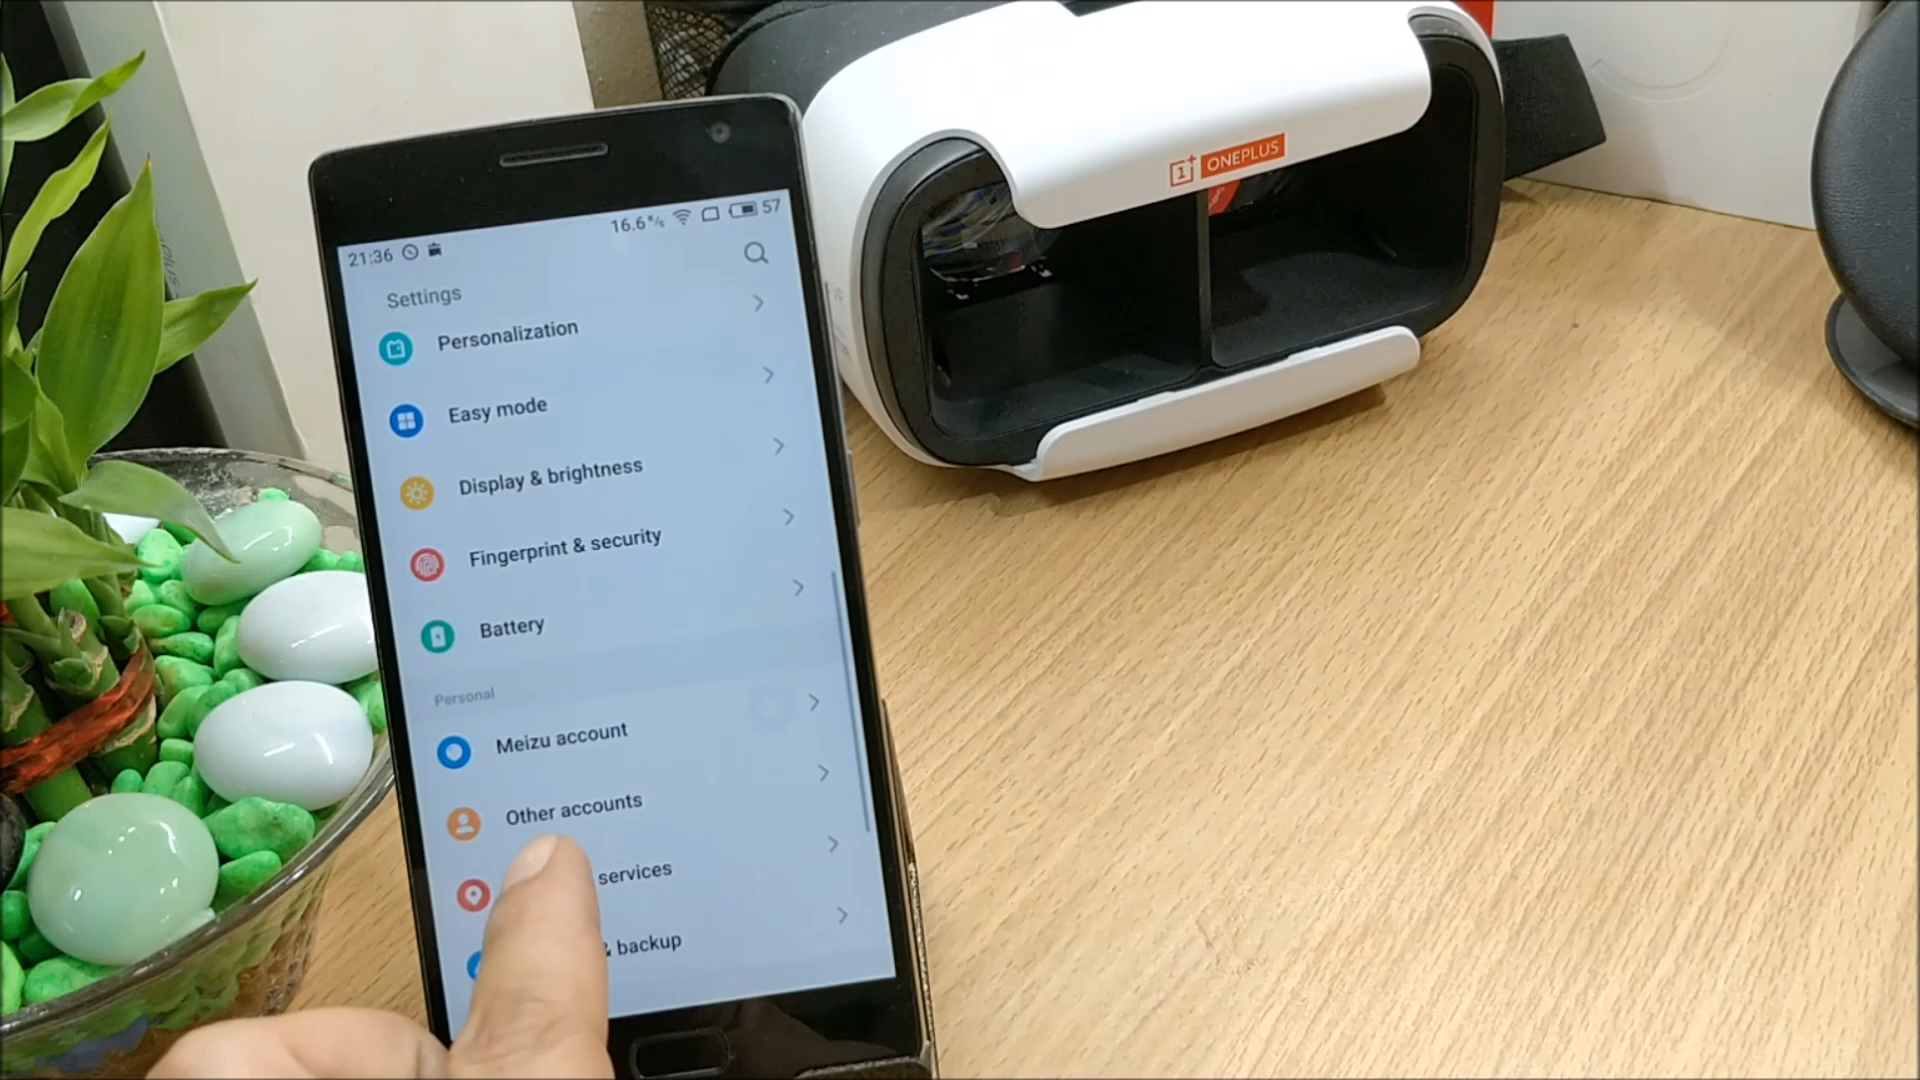 21:36 16.6 K/s 57
Settings
Personalization
Easy mode
Display & brightness
Fingerprint & security
Battery
Personal
Meizu account
Other accounts
services
& backup
1+ ONEPLUS